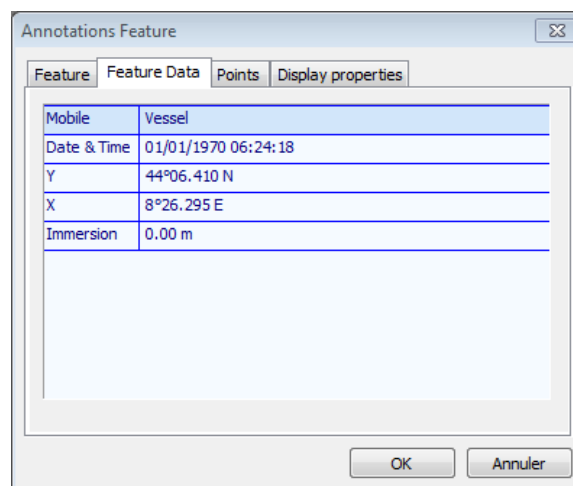 Annotations Feature
Feature Feature Data Points Display properties
Mobile Vessel
Date & Time 01/01/1970 06:24:18
Y 44°06.410 N
X 8°26.295 E
Immersion 0.00 m
OK Annuler